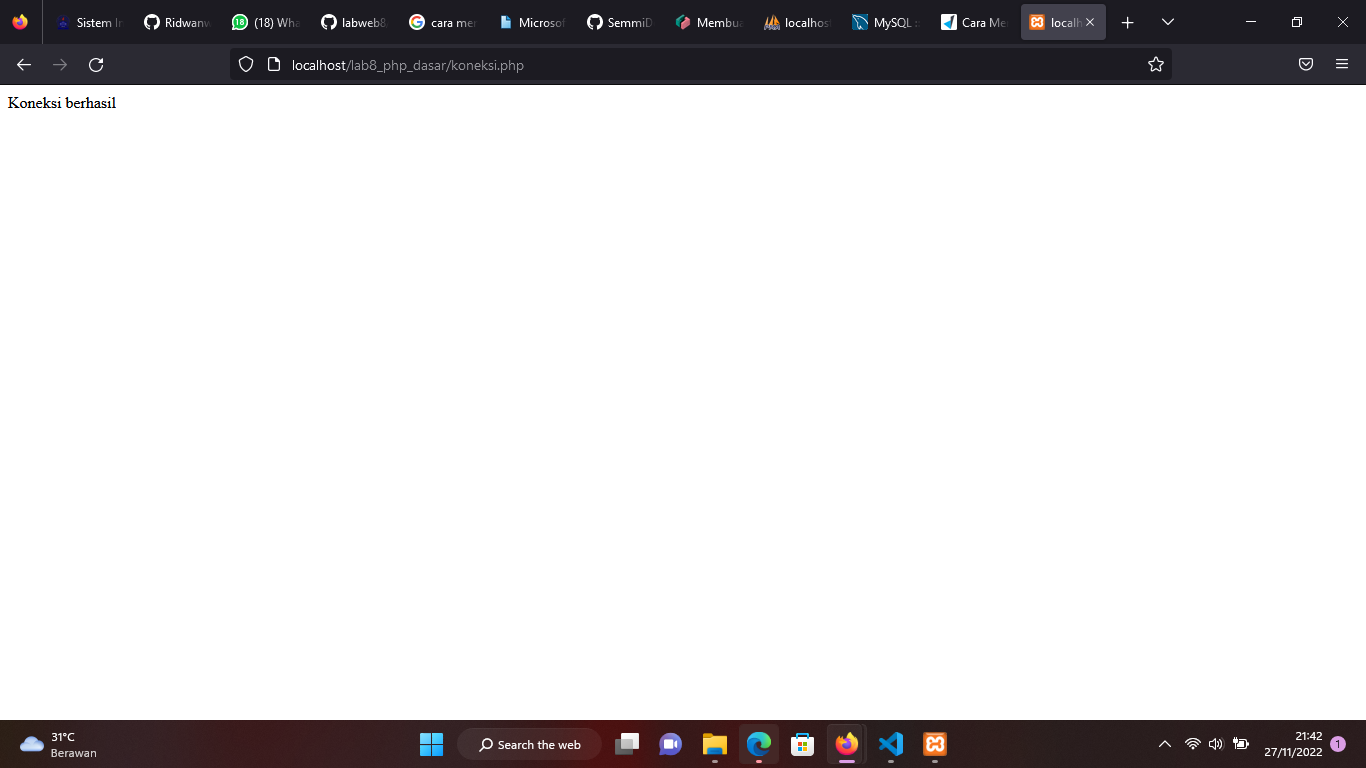 Sistem In
Ridwanw
18
(18) Wha
labweb8
cara mer
Microsof
SemmiD
Membua
localhost
MySQL ::
Cara Me
localh
localhost/lab8_php_dasar/koneksi.php
Koneksi berhasil
31°C
Berawan
Search the web
21:42
27/11/2022
1